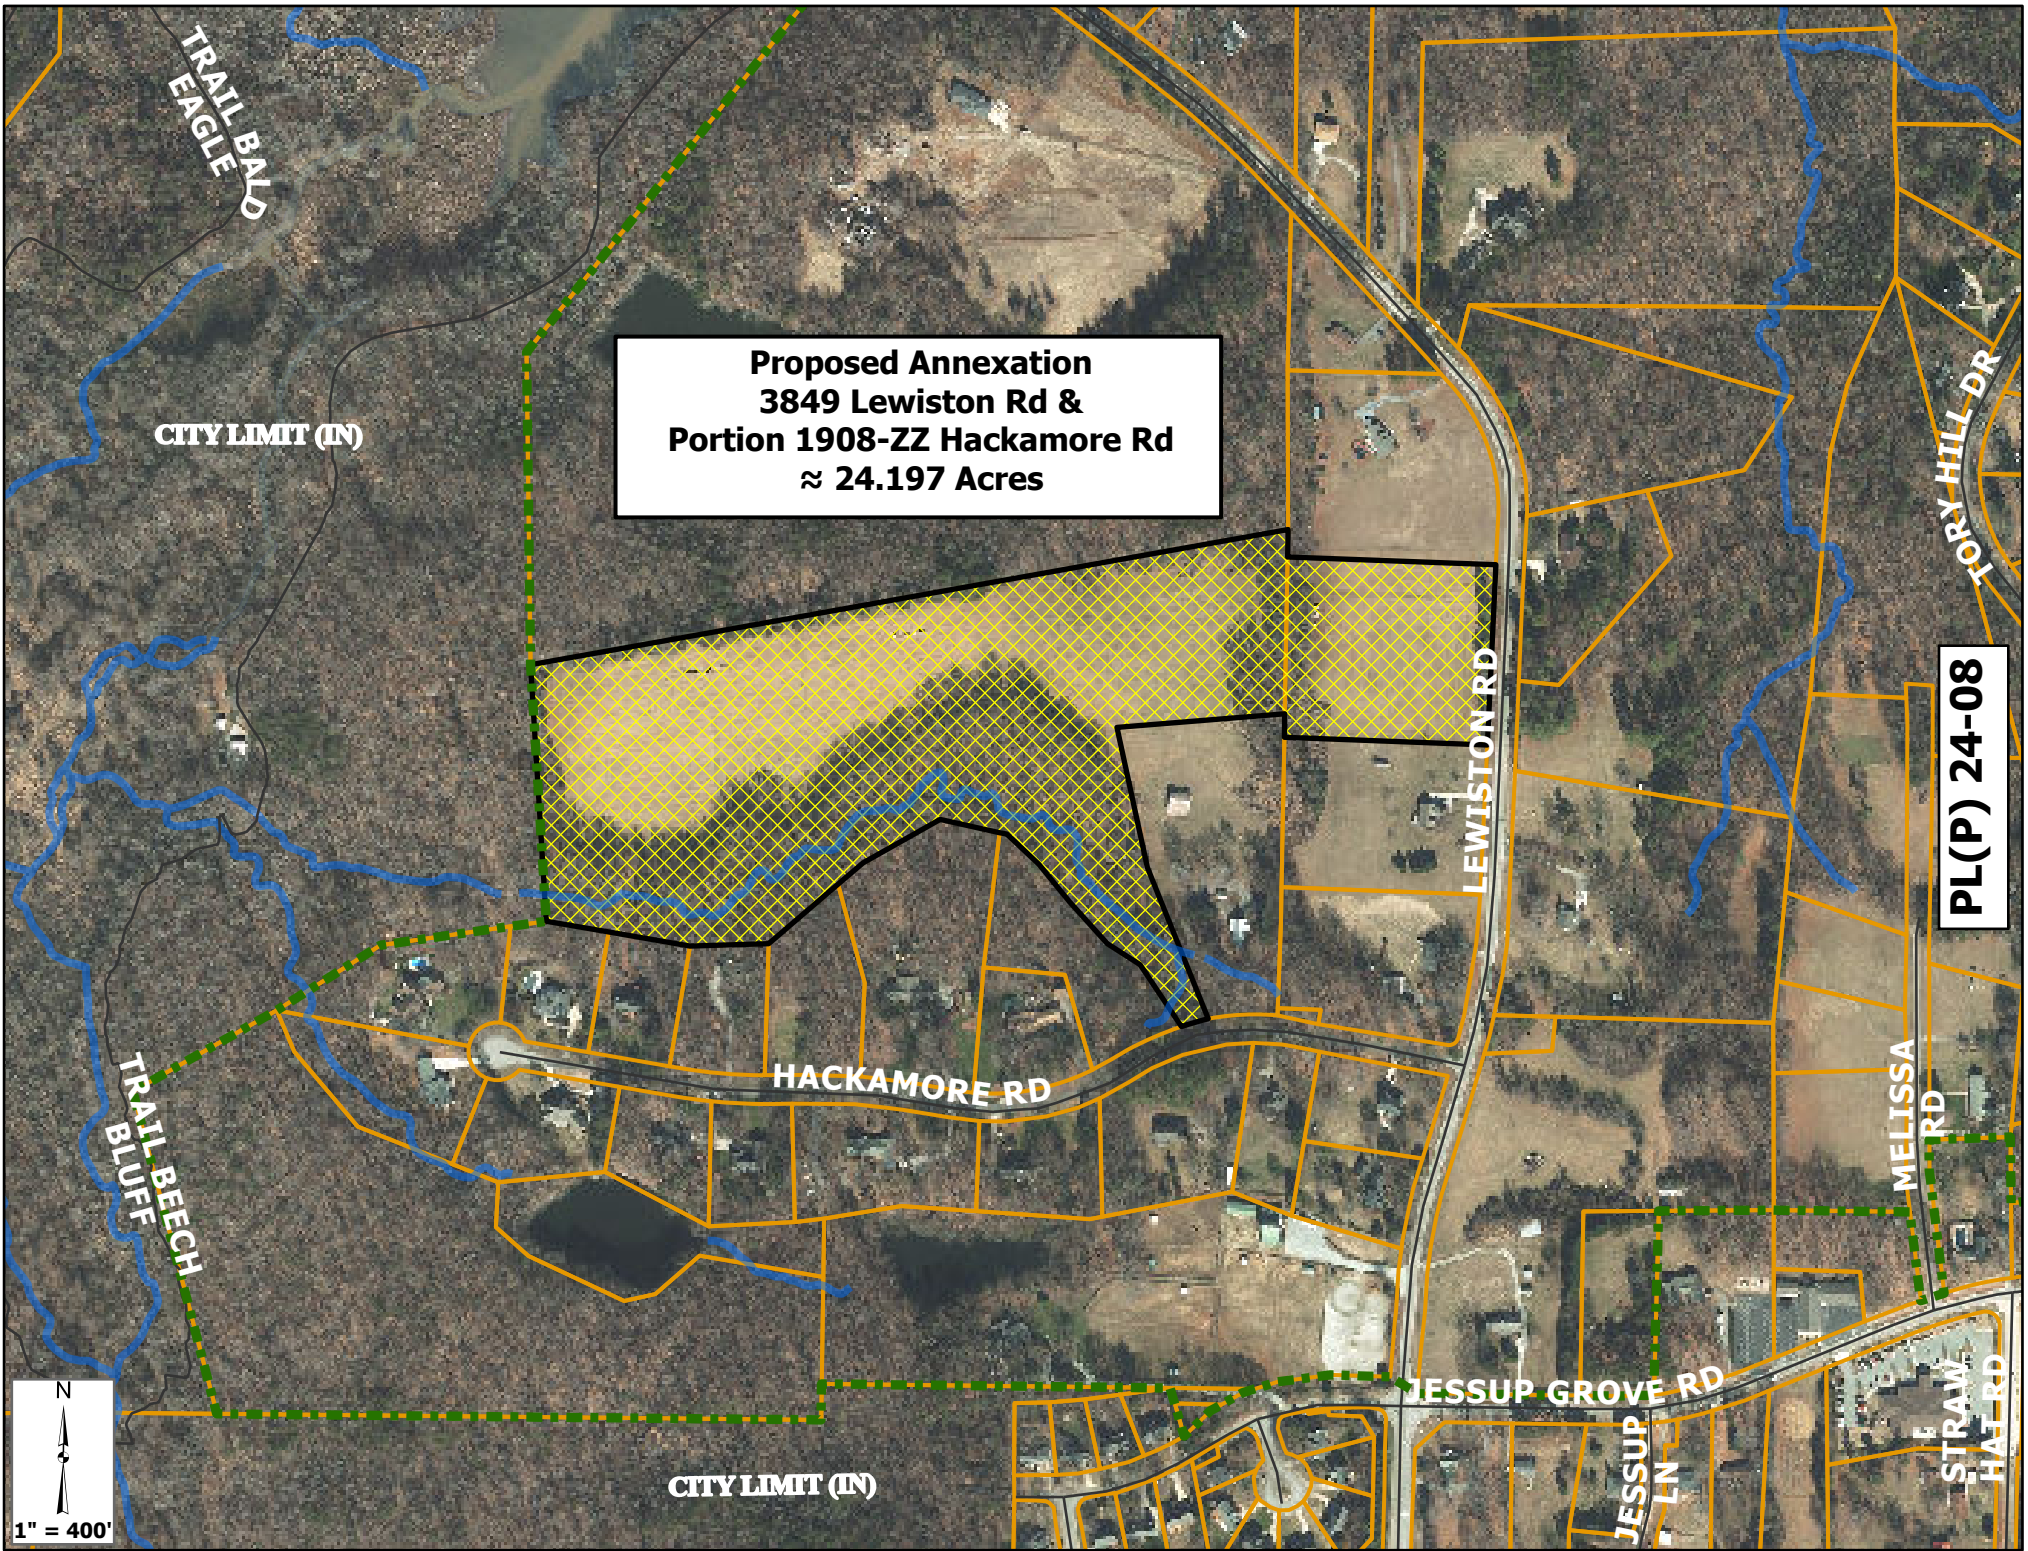 TRAIL BALD
EAGLE
CITY LIMIT (IN)
Proposed Annexation
3849 Lewiston Rd &
Portion 1908-ZZ Hackamore Rd
≈ 24.197 Acres
TORY HILL DR
LEWISTON RD
PL(P) 24-08
HACKAMORE RD
TRAIL BEECH
BLUFF
MELISSA
RD
JESSUP GROVE RD
JESSUP
LN
STRAW
HAT RD
CITY LIMIT (IN)
N
1" = 400'